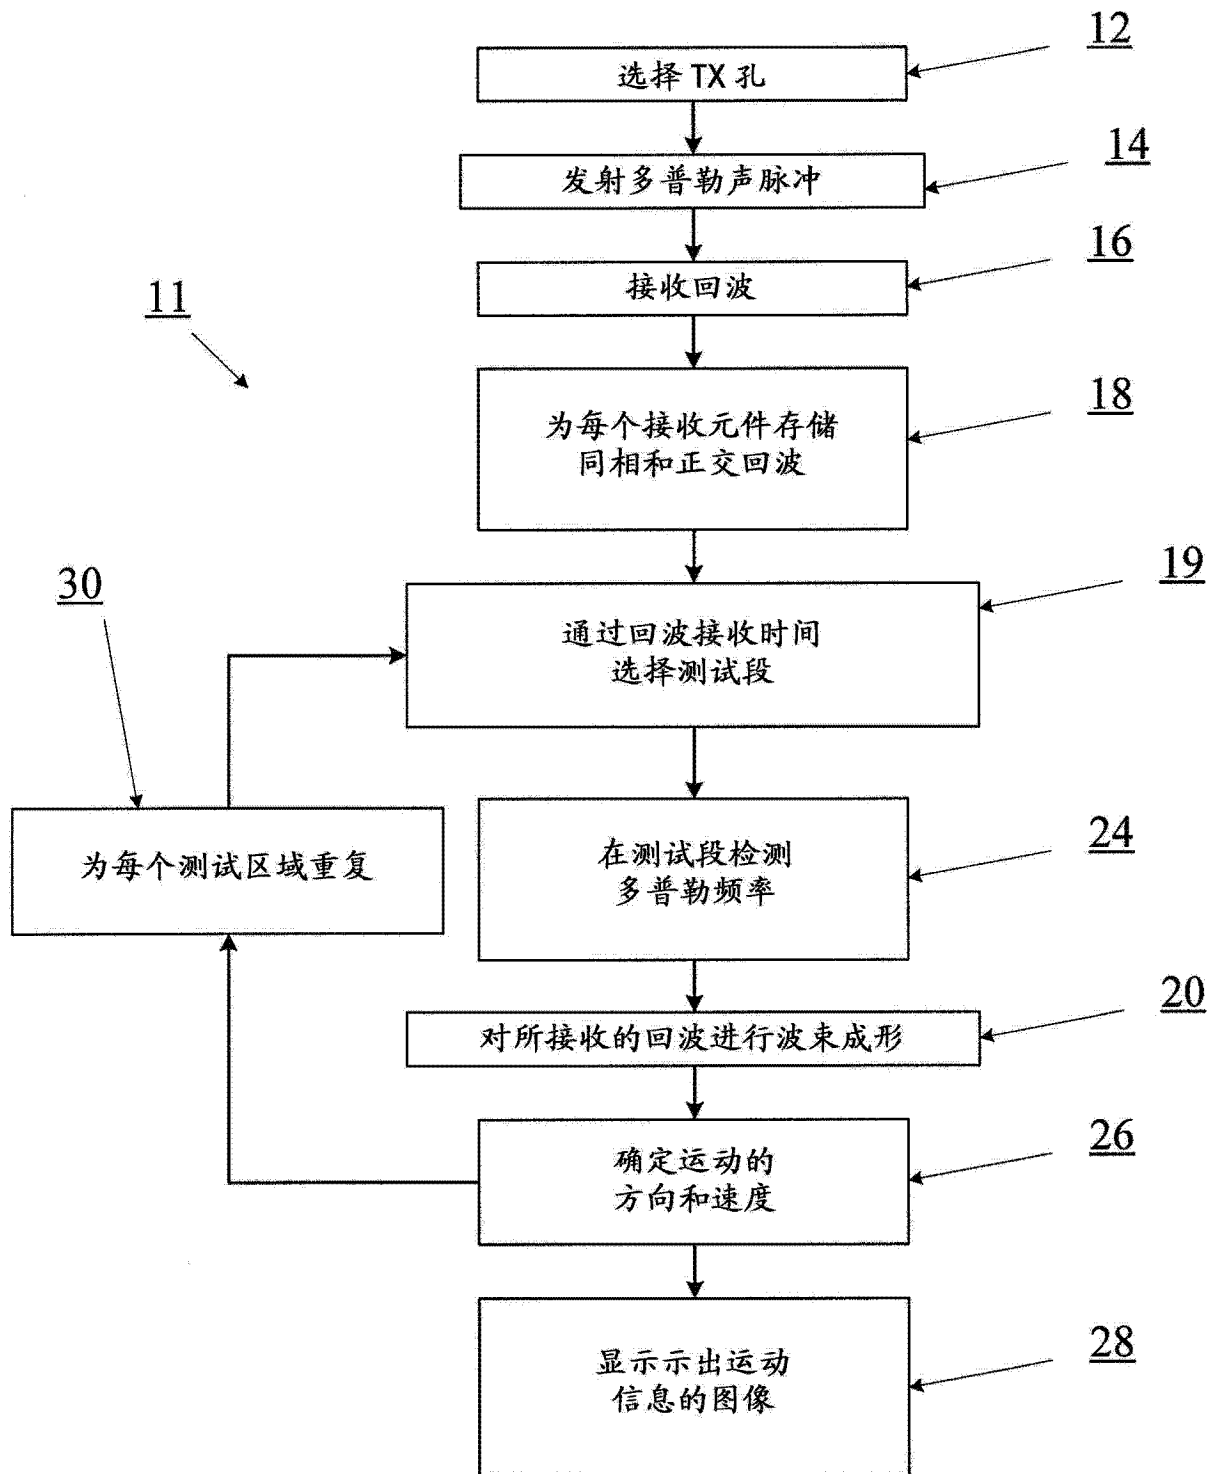 12
选择 TX 孔
14
发射多普勒声脉冲
16
接收回波
11
18
为每个接收元件存储
同相和正交回波
19
通过回波接收时间
选择测试段
30
为每个测试区域重复
24
在测试段检测
多普勒频率
20
对所接收的回波进行波束成形
26
确定运动的
方向和速度
28
显示示出运动
信息的图像